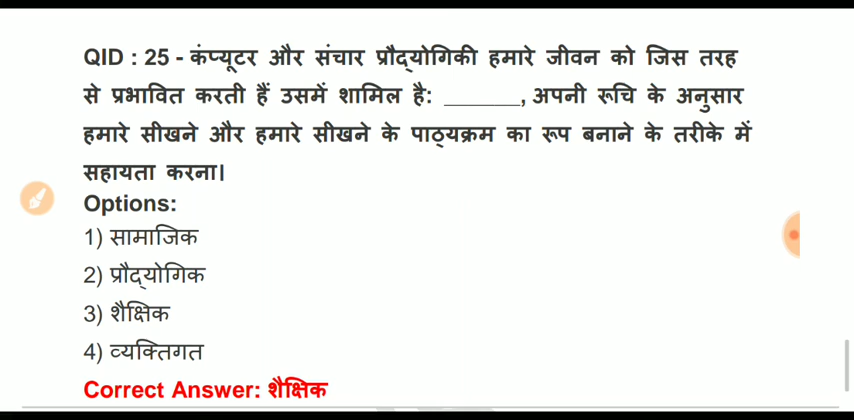 QID : 25 - कंप्यूटर और संचार प्रौद्योगिकी हमारे जीवन को जिस तरह
से प्रभावित करती हैं उसमें शामिल है: ______, अपनी रूचि के अनुसार
हमारे सीखने और हमारे सीखने के पाठ्यक्रम का रूप बनाने के तरीके में
सहायता करना।
Options:
1) सामाजिक
2) प्रौद्योगिक
3) शैक्षिक
4) व्यक्तिगत
Correct Answer: शैक्षिक